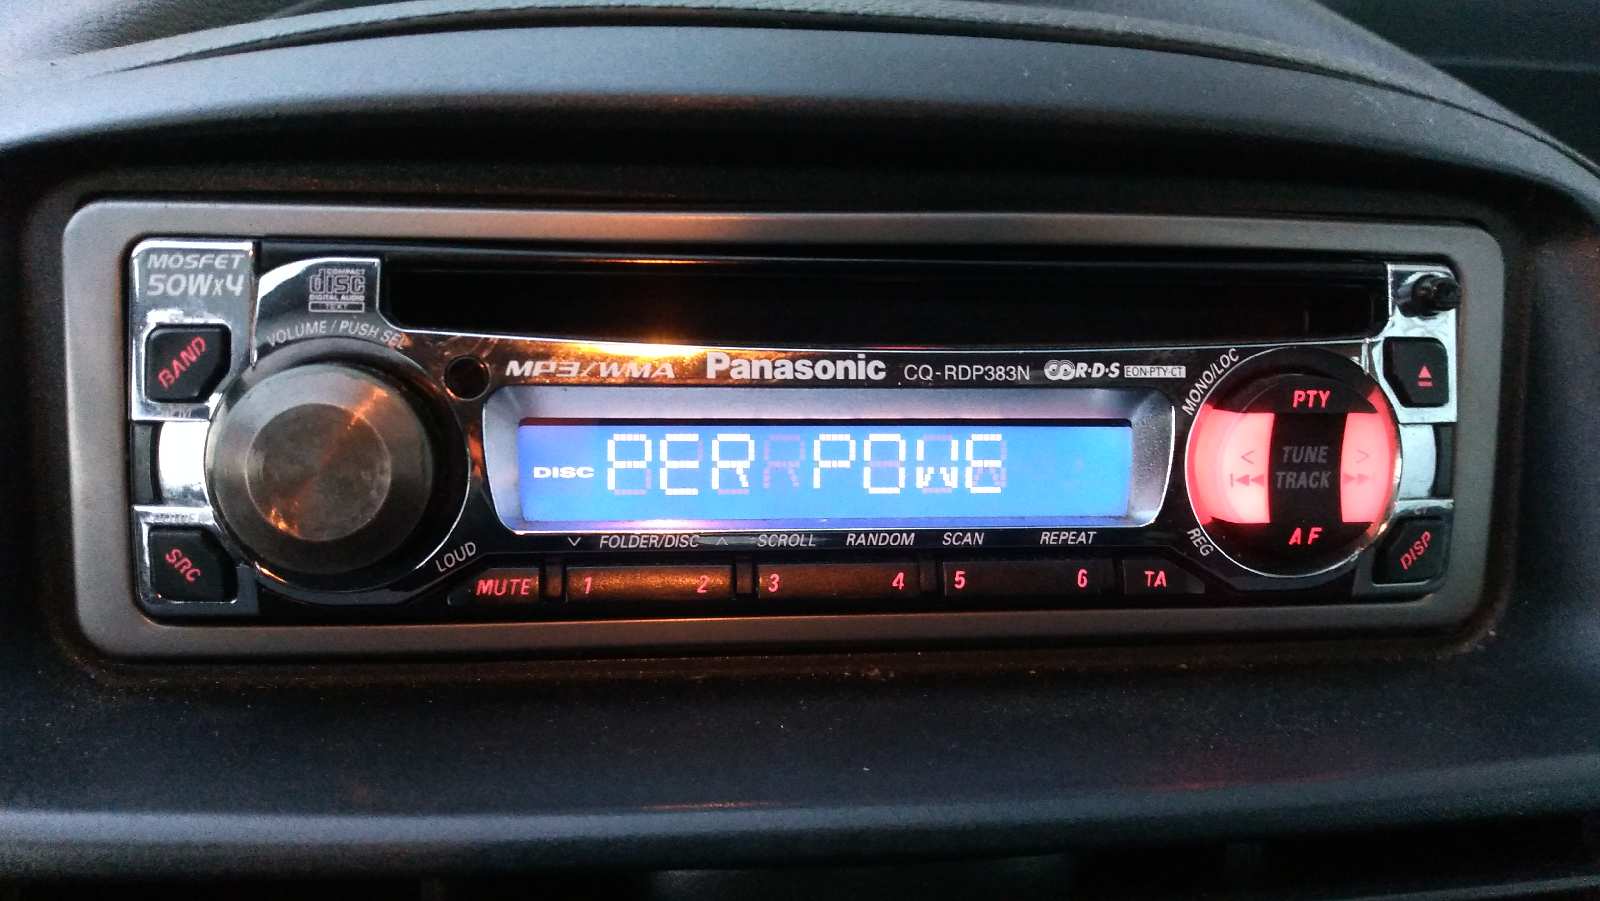 MOSFET
50Wx4
COMPACT
disc
DIGITAL AUDIO
TEXT
VOLUME / PUSH SEL
BAND
SRC
LOUD
MP3/WMA Panasonic CQ-RDP383N R·D·S EON·PTY·CT
DISC PER POWE
FOLDER/DISC SCROLL RANDOM SCAN REPEAT
MUTE 1 2 3 4 5 6 TA
MONO/LOC
PTY
< TUNE >
TRACK
AF
REG
DISP